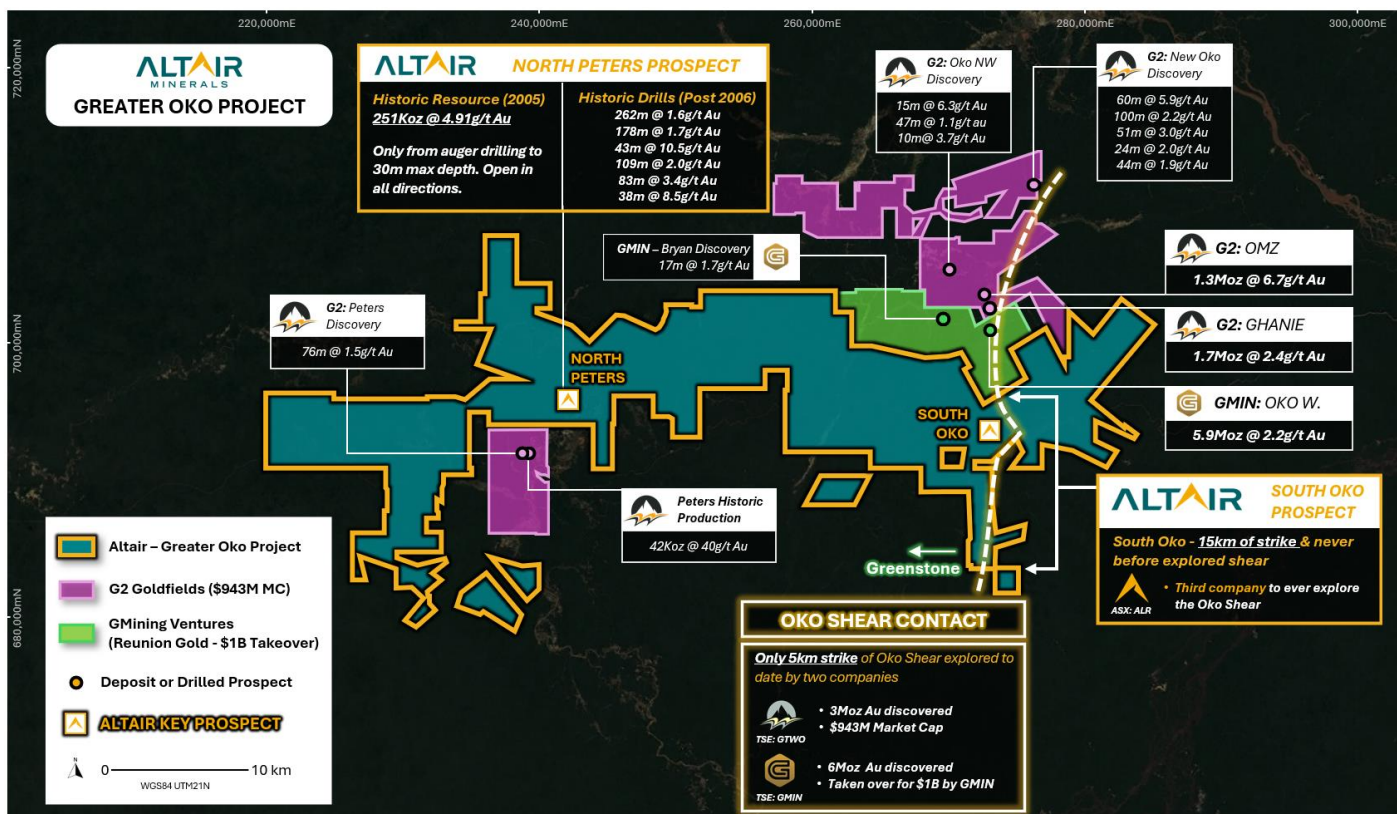 220,000mE
240,000mE
260,000mE
280,000mE
300,000mE
720,000mN
700,000mN
680,000mN
ALTAIR
MINERALS
GREATER OKO PROJECT
ALTAIR
NORTH PETERS PROSPECT
Historic Resource (2005)
251Koz @ 4.91g/t Au
Only from auger drilling to
30m max depth. Open in
all directions.
Historic Drills (Post 2006)
262m @ 1.6g/t Au
178m @ 1.7g/t Au
43m @ 10.5g/t Au
109m @ 2.0g/t Au
83m @ 3.4g/t Au
38m @ 8.5g/t Au
G2: Oko NW
Discovery
15m @ 6.3g/t Au
47m @ 1.1g/t au
10m@ 3.7g/t Au
G2: New Oko
Discovery
60m @ 5.9g/t Au
100m @ 2.2g/t Au
51m @ 3.0g/t Au
24m @ 2.0g/t Au
44m @ 1.9g/t Au
GMIN – Bryan Discovery
17m @ 1.7g/t Au
G2: OMZ
1.3Moz @ 6.7g/t Au
G2: Peters
Discovery
76m @ 1.5g/t Au
G2: GHANIE
1.7Moz @ 2.4g/t Au
NORTH
PETERS
GMIN: OKO W.
5.9Moz @ 2.2g/t Au
SOUTH
OKO
Peters Historic
Production
42Koz @ 40g/t Au
ALTAIR
SOUTH OKO
PROSPECT
South Oko - 15km of strike & never
before explored shear
ASX: ALR
• Third company to ever explore
the Oko Shear
Greenstone
Altair – Greater Oko Project
G2 Goldfields ($943M MC)
GMining Ventures
(Reunion Gold - $1B Takeover)
Deposit or Drilled Prospect
ALTAIR KEY PROSPECT
N
0
10 km
WGS84 UTM21N
OKO SHEAR CONTACT
Only 5km strike of Oko Shear explored to
date by two companies
TSE: GTWO
• 3Moz Au discovered
• $943M Market Cap
TSE: GMIN
• 6Moz Au discovered
• Taken over for $1B by GMIN